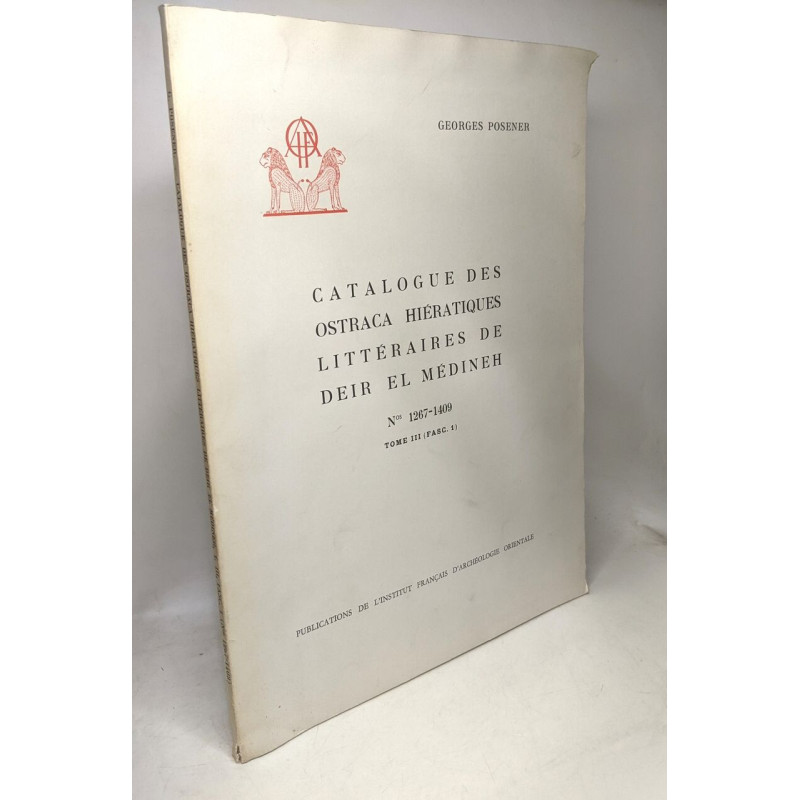 GEORGES POSENER
CATALOGUE DES
OSTRACA HIÉRATIQUES
LITTÉRAIRES DE
DEIR EL MÉDINEH
Nos 1267-1409
TOME III (FASC. 1)
PUBLICATIONS DE L'INSTITUT FRANÇAIS D'ARCHÉOLOGIE ORIENTALE